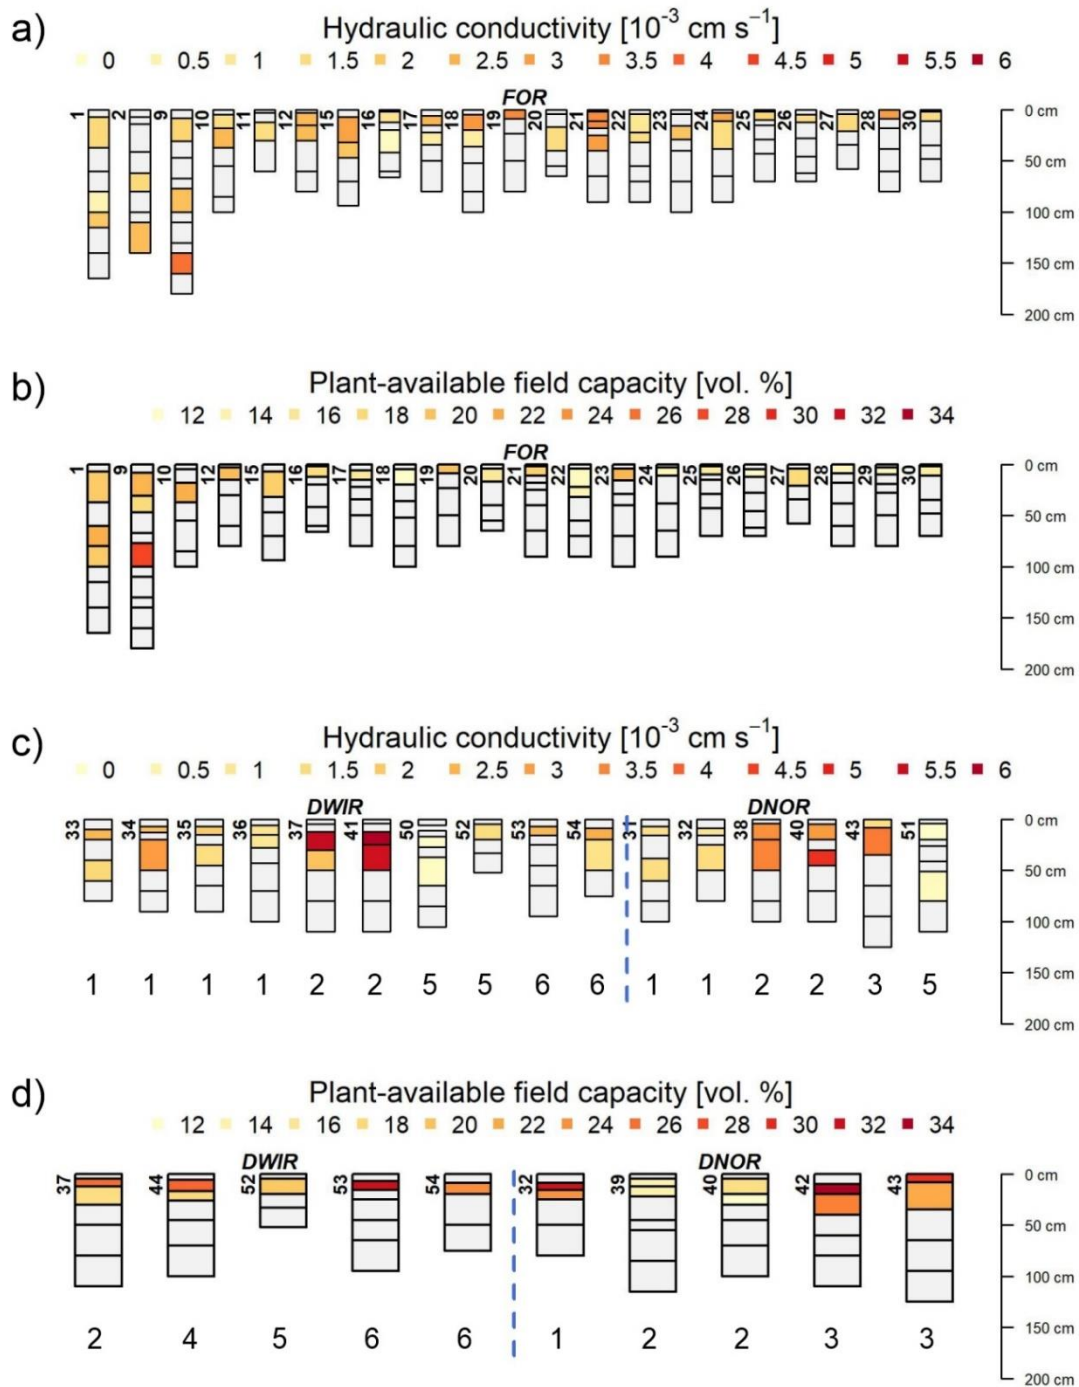 a)
Hydraulic conductivity [10⁻³ cm s⁻¹]
0 0.5 1 1.5 2 2.5 3 3.5 4 4.5 5 5.5 6
FOR
1 2 9 10 11 12 15 16 17 18 19 20 21 22 23 24 25 26 27 28 30
0 cm
50 cm
100 cm
150 cm
200 cm
b)
Plant-available field capacity [vol. %]
12 14 16 18 20 22 24 26 28 30 32 34
FOR
1 9 10 12 15 16 17 18 19 20 21 22 23 24 25 26 27 28 29 30
0 cm
50 cm
100 cm
150 cm
200 cm
c)
Hydraulic conductivity [10⁻³ cm s⁻¹]
0 0.5 1 1.5 2 2.5 3 3.5 4 4.5 5 5.5 6
DWIR DNOR
33 34 35 36 37 41 50 52 53 54 31 32 38 40 43 51
0 cm
50 cm
100 cm
150 cm
200 cm
1 1 1 1 2 2 5 5 6 6 1 1 2 2 3 5
d)
Plant-available field capacity [vol. %]
12 14 16 18 20 22 24 26 28 30 32 34
DWIR DNOR
37 44 52 53 54 32 39 40 42 43
0 cm
50 cm
100 cm
150 cm
200 cm
2 4 5 6 6 1 2 2 3 3